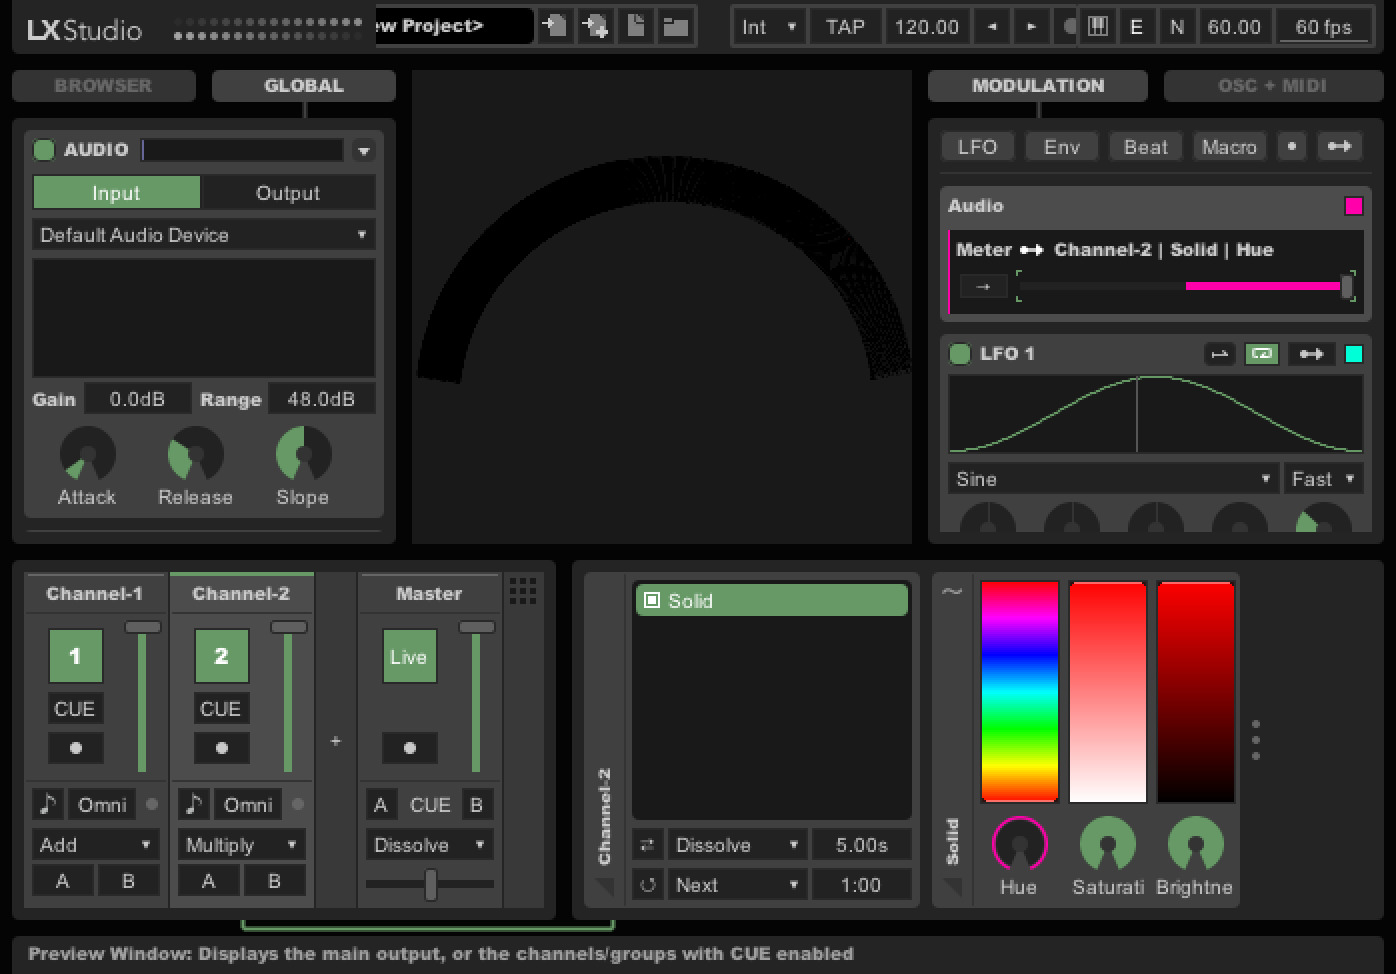 LX Studio
ew Project>
Int
TAP
120.00
E
N
60.00
60 fps
BROWSER
GLOBAL
MODULATION
OSC + MIDI
AUDIO
Input
Output
Default Audio Device
Gain
0.0dB
Range
48.0dB
Attack
Release
Slope
LFO
Env
Beat
Macro
Audio
Meter
Channel-2 | Solid | Hue
LFO 1
Sine
Fast
Channel-1
Channel-2
Master
1
2
Live
CUE
CUE
+
Omni
Omni
A
CUE
B
Add
Multiply
Dissolve
A
B
A
B
Channel-2
Solid
Dissolve
5.00s
Next
1:00
Solid
Hue
Saturati
Brightne
Preview Window: Displays the main output, or the channels/groups with CUE enabled